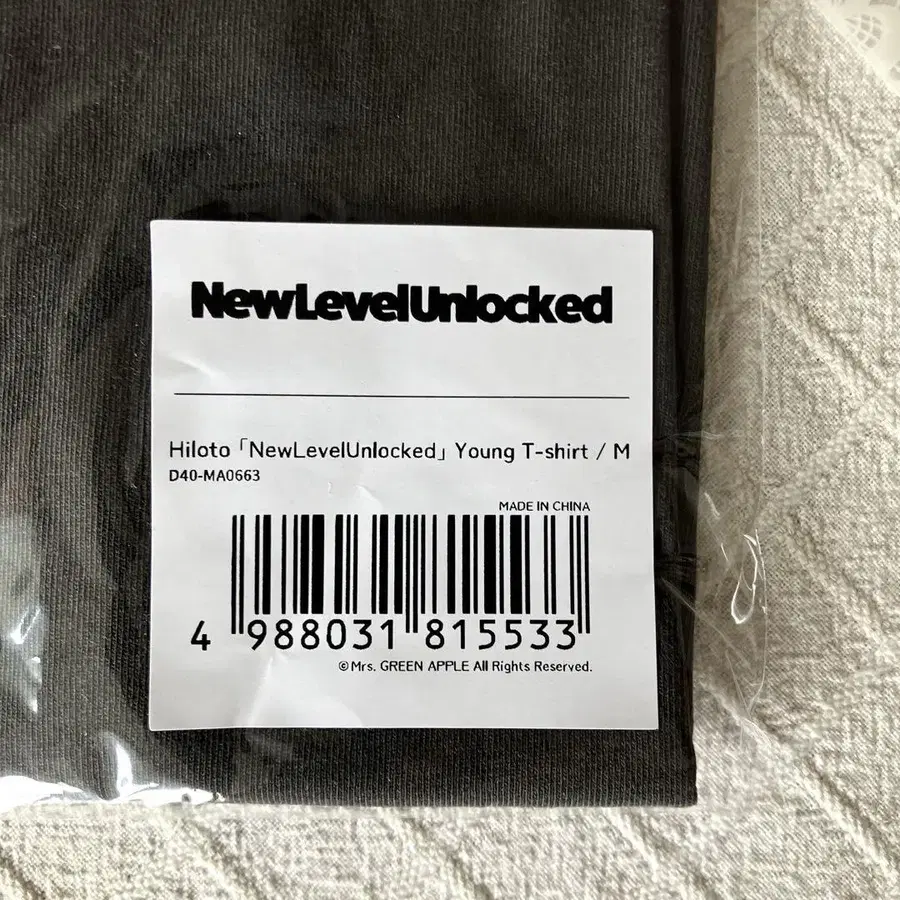 NewLevelUnlocked
Hiloto「NewLevelUnlocked」Young T-shirt / M
D40-MA0663
MADE IN CHINA
4 988031 815533
©Mrs. GREEN APPLE All Rights Reserved.